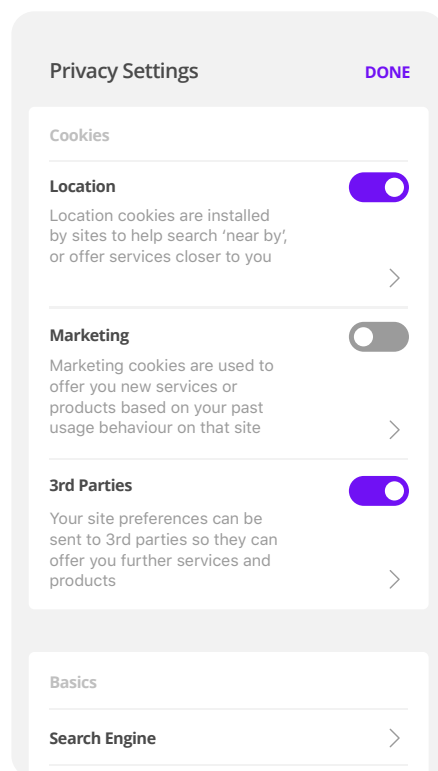 Privacy Settings DONE
Cookies
Location
Location cookies are installed
by sites to help search ‘near by’,
or offer services closer to you
Marketing
Marketing cookies are used to
offer you new services or
products based on your past
usage behaviour on that site
3rd Parties
Your site preferences can be
sent to 3rd parties so they can
offer you further services and
products
Basics
Search Engine